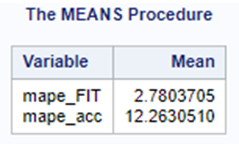 The MEANS Procedure
Variable Mean
mape_FIT 2.7803705
mape_acc 12.2630510